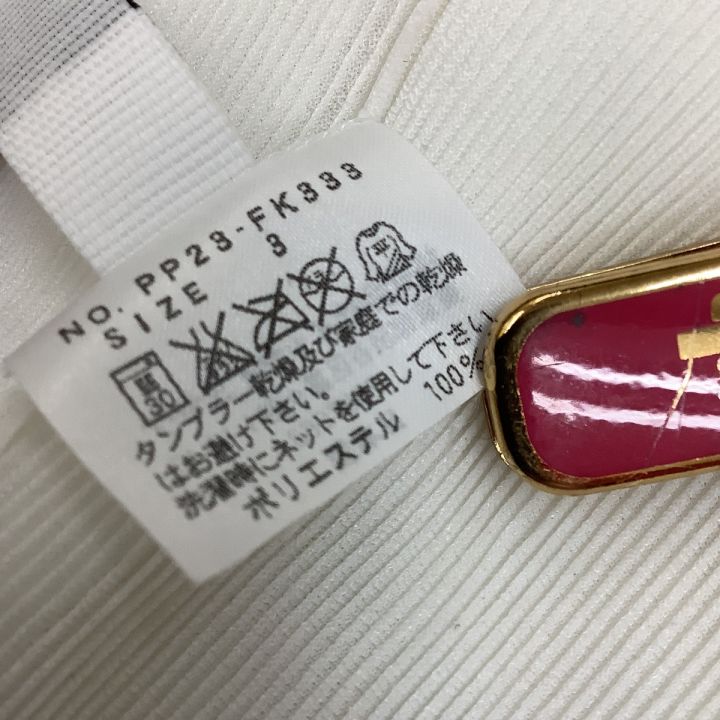 NO. PP23-FK333
SIZE 3
弱
30
タンブラー乾燥及び家庭での乾燥
はお避け下さい。
洗濯時にネットを使用して下さい
ポリエステル 100%